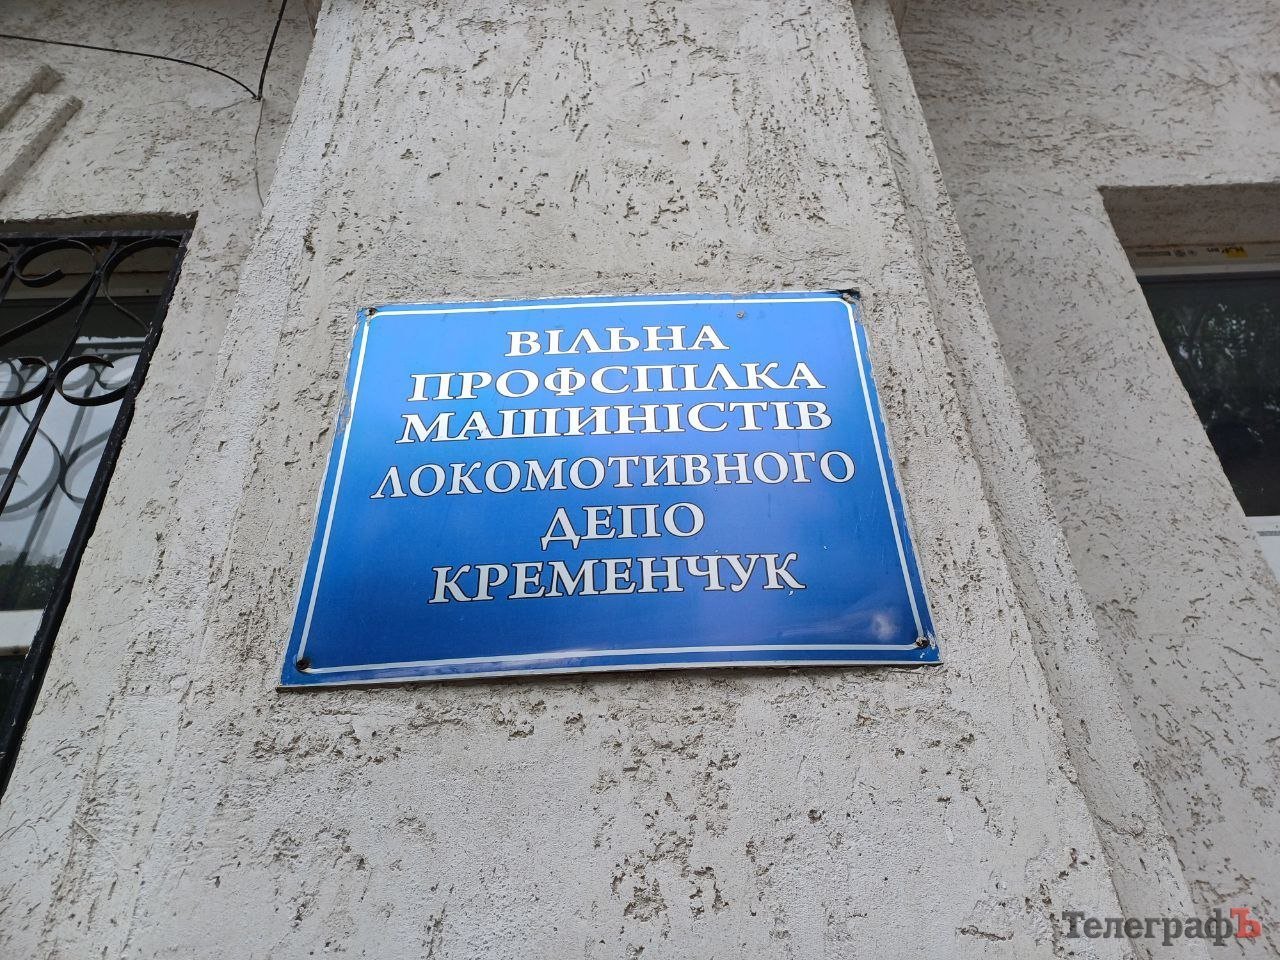 ВІЛЬНА
ПРОФСПІЛКА
МАШИНІСТІВ
ЛОКОМОТИВНОГО
ДЕПО
КРЕМЕНЧУК
ТелеграфЪ